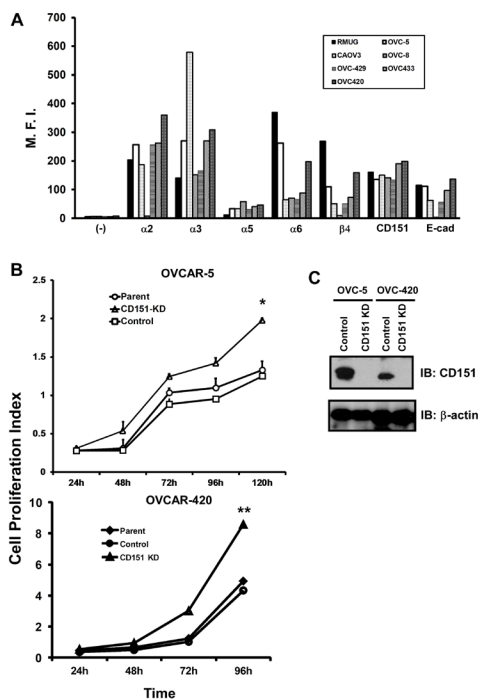 A
700
600
500
400
300
200
100
0
M. F. I.
RMUG
OVC-5
CAOV3
OVC-8
OVC-429
OVC433
OVC420
(-)
α2
α3
α5
α6
β4
CD151
E-cad
B
OVCAR-5
Parent
CD151-KD
Control
*
2
1.5
1
0.5
0
24h
48h
72h
96h
120h
Cell Proliferation Index
OVCAR-420
Parent
Control
CD151 KD
**
10
8
6
4
2
0
24h
48h
72h
96h
Time
C
OVC-5
OVC-420
Control
CD151 KD
Control
CD151 KD
IB: CD151
IB: β-actin